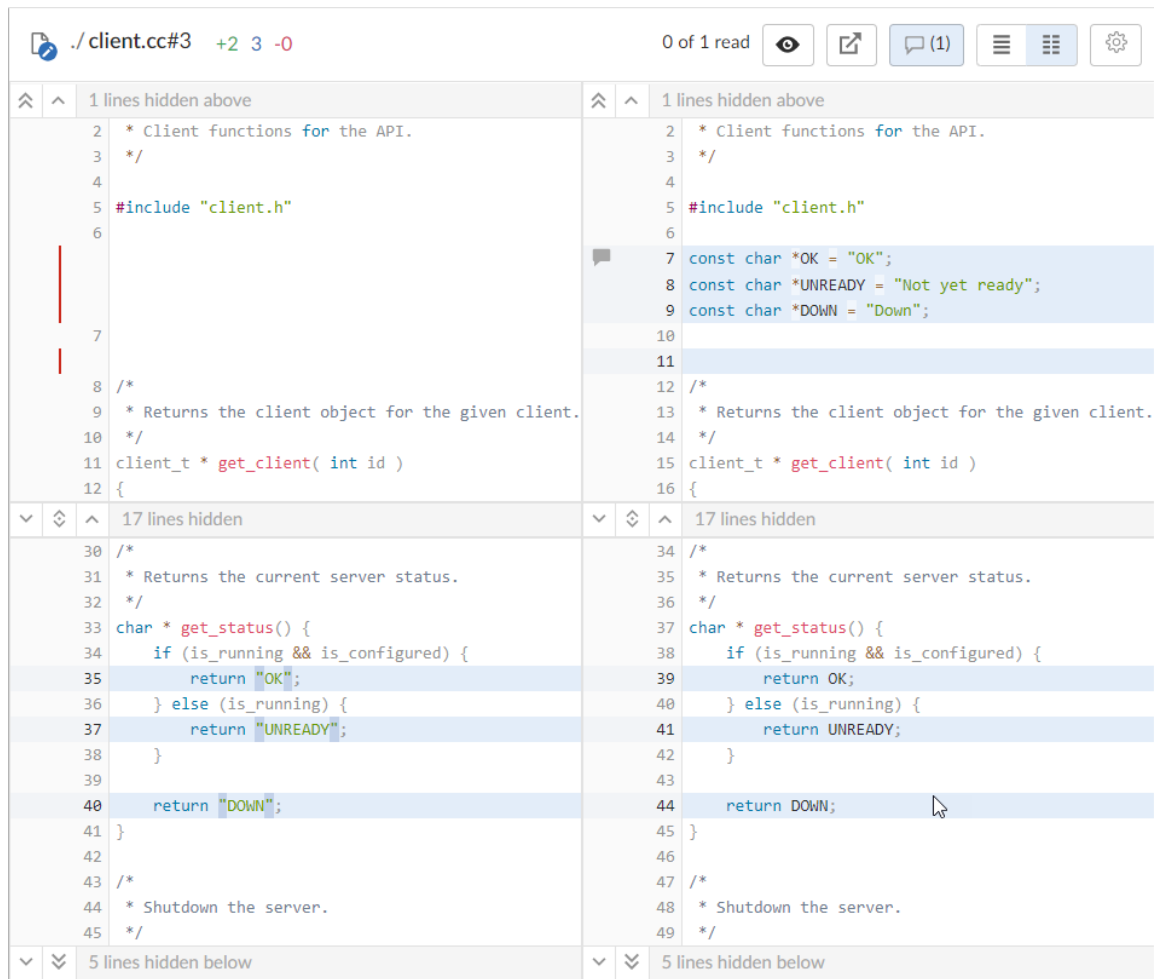 ./ client.cc#3 +2 3 -0 0 of 1 read (1)
1 lines hidden above
2 * Client functions for the API.
3 */
4
5 #include "client.h"
6
7
8 /*
9 * Returns the client object for the given client.
10 */
11 client_t * get_client( int id )
12 {
17 lines hidden
30 /*
31 * Returns the current server status.
32 */
33 char * get_status() {
34 if (is_running && is_configured) {
35 return "OK";
36 } else (is_running) {
37 return "UNREADY";
38 }
39
40 return "DOWN";
41 }
42
43 /*
44 * Shutdown the server.
45 */
5 lines hidden below
1 lines hidden above
2 * Client functions for the API.
3 */
4
5 #include "client.h"
6
7 const char *OK = "OK";
8 const char *UNREADY = "Not yet ready";
9 const char *DOWN = "Down";
10
11
12 /*
13 * Returns the client object for the given client.
14 */
15 client_t * get_client( int id )
16 {
17 lines hidden
34 /*
35 * Returns the current server status.
36 */
37 char * get_status() {
38 if (is_running && is_configured) {
39 return OK;
40 } else (is_running) {
41 return UNREADY;
42 }
43
44 return DOWN;
45 }
46
47 /*
48 * Shutdown the server.
49 */
5 lines hidden below